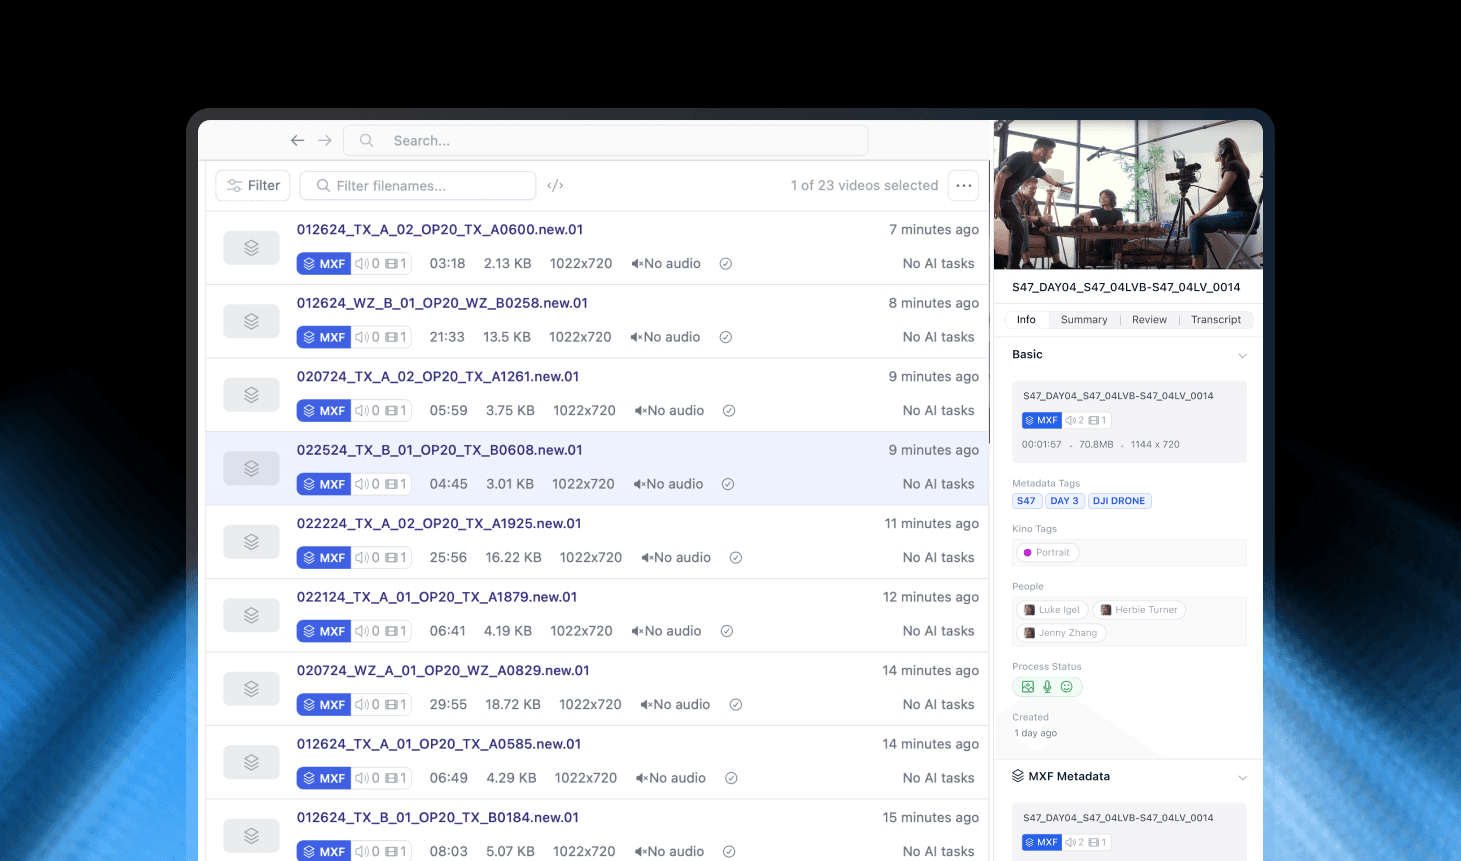 Search...
Filter
Filter filenames...
</>
1 of 23 videos selected
012624_TX_A_02_OP20_TX_A0600.new.01
7 minutes ago
MXF 0 1 03:18 2.13 KB 1022x720 No audio
No AI tasks
012624_WZ_B_01_OP20_WZ_B0258.new.01
8 minutes ago
MXF 0 1 21:33 13.5 KB 1022x720 No audio
No AI tasks
020724_TX_A_02_OP20_TX_A1261.new.01
9 minutes ago
MXF 0 1 05:59 3.75 KB 1022x720 No audio
No AI tasks
022524_TX_B_01_OP20_TX_B0608.new.01
9 minutes ago
MXF 0 1 04:45 3.01 KB 1022x720 No audio
No AI tasks
022224_TX_A_02_OP20_TX_A1925.new.01
11 minutes ago
MXF 0 1 25:56 16.22 KB 1022x720 No audio
No AI tasks
022124_TX_A_01_OP20_TX_A1879.new.01
12 minutes ago
MXF 0 1 06:41 4.19 KB 1022x720 No audio
No AI tasks
020724_WZ_A_01_OP20_WZ_A0829.new.01
14 minutes ago
MXF 0 1 29:55 18.72 KB 1022x720 No audio
No AI tasks
012624_TX_A_01_OP20_TX_A0585.new.01
14 minutes ago
MXF 0 1 06:49 4.29 KB 1022x720 No audio
No AI tasks
012624_TX_B_01_OP20_TX_B0184.new.01
15 minutes ago
MXF 0 1 08:03 5.07 KB 1022x720 No audio
No AI tasks
S47_DAY04_S47_04LVB-S47_04LV_0014
Info Summary Review Transcript
Basic
S47_DAY04_S47_04LVB-S47_04LV_0014
MXF 2 1
00:01:57 . 70.8MB . 1144 x 720
Metadata Tags
S47 DAY 3 DJI DRONE
Kino Tags
Portrait
People
Luke Igel Herbie Turner
Jenny Zhang
Process Status
Created
1 day ago
MXF Metadata
S47_DAY04_S47_04LVB-S47_04LV_0014
MXF 2 1